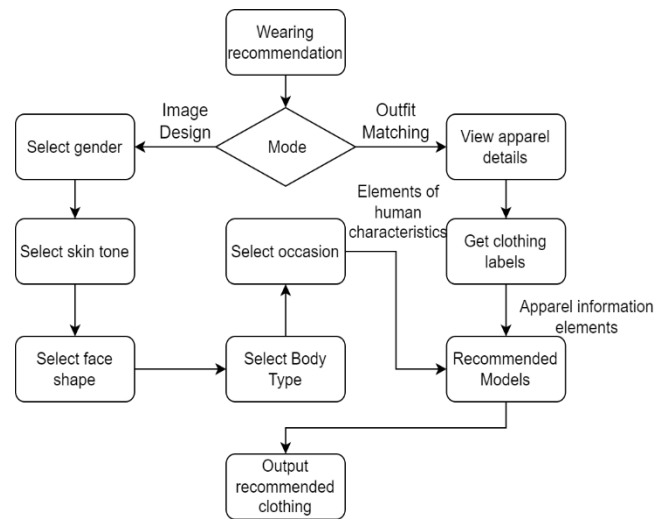 Wearing
recommendation
Image
Design
Mode
Outfit
Matching
Select gender
View apparel
details
Select skin tone
Select occasion
Elements of
human
characteristics
Get clothing
labels
Apparel information
elements
Select face
shape
Select Body
Type
Recommended
Models
Output
recommended
clothing